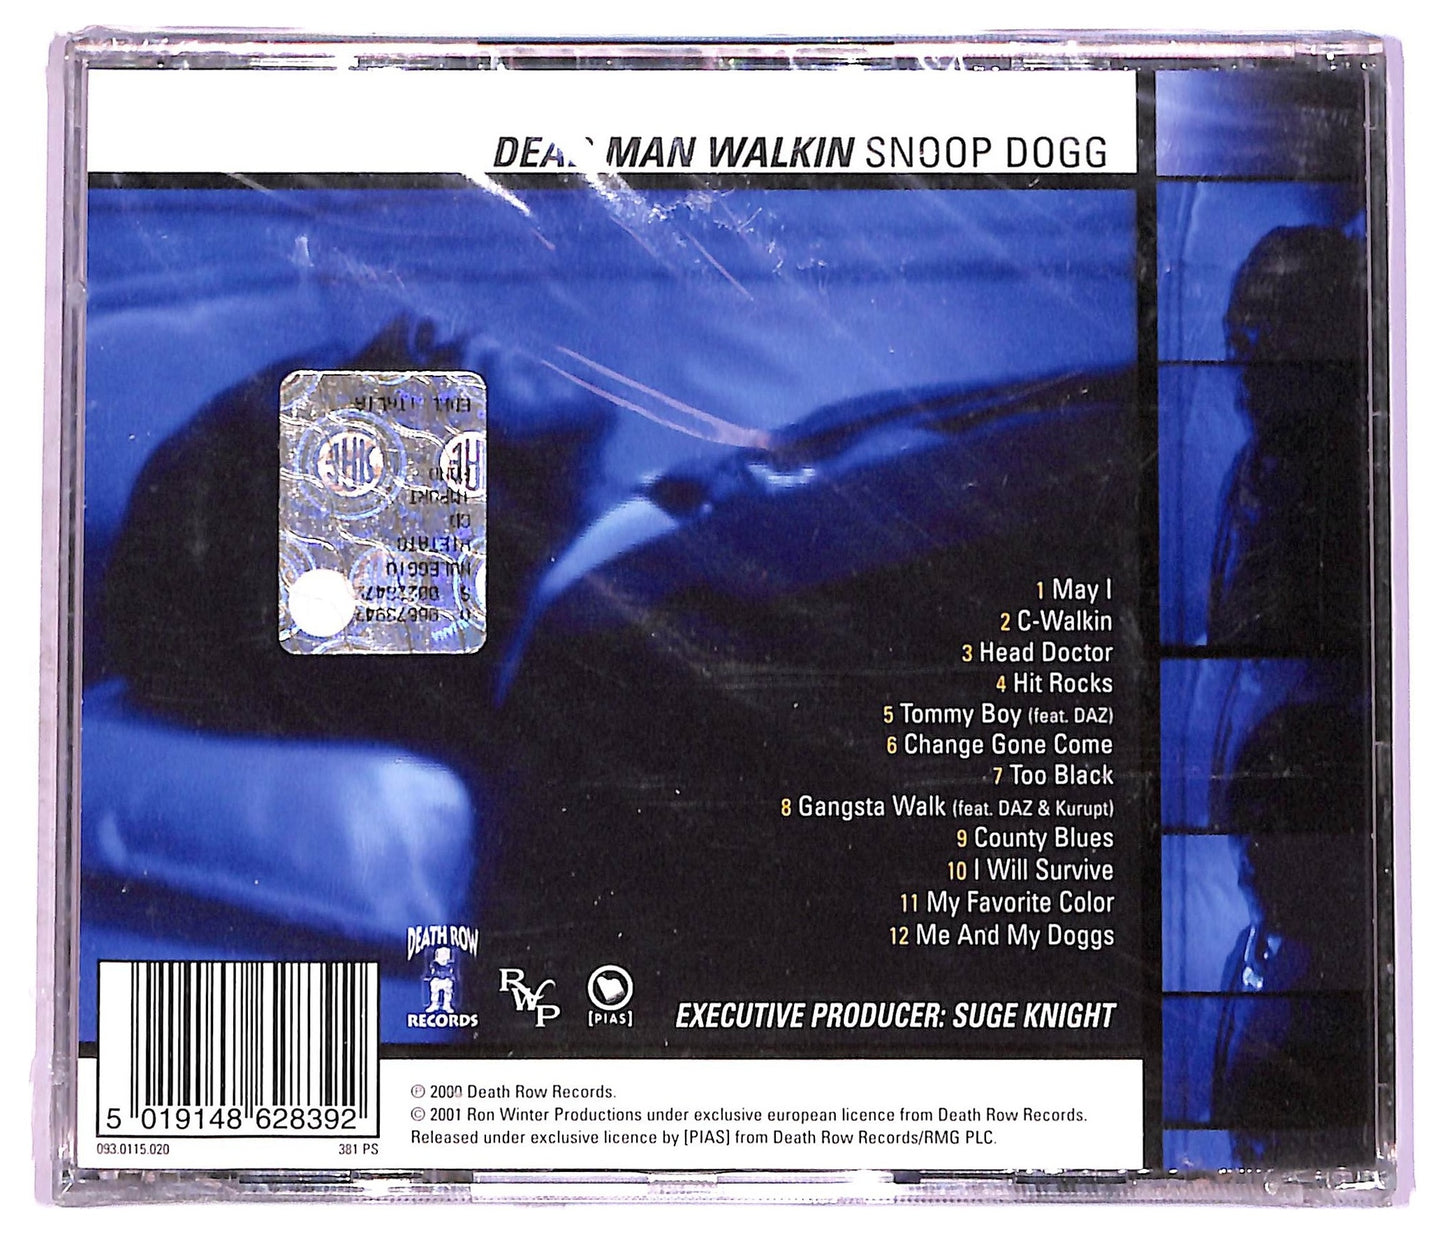 DEAD MAN WALKIN SNOOP DOGG
1 May I
2 C-Walkin
3 Head Doctor
4 Hit Rocks
5 Tommy Boy (feat. DAZ)
6 Change Gone Come
7 Too Black
8 Gangsta Walk (feat. DAZ & Kurupt)
9 County Blues
10 I Will Survive
11 My Favorite Color
12 Me And My Doggs
EXECUTIVE PRODUCER: SUGE KNIGHT
DEATH ROW
RECORDS
RWP
[PIAS]
ITALIA
CD
VIETATO
NOLEGGIO
5 019148 628392
093.0115.020 381 PS
℗ 2000 Death Row Records.
© 2001 Ron Winter Productions under exclusive european licence from Death Row Records.
Released under exclusive licence by [PIAS] from Death Row Records/RMG PLC.